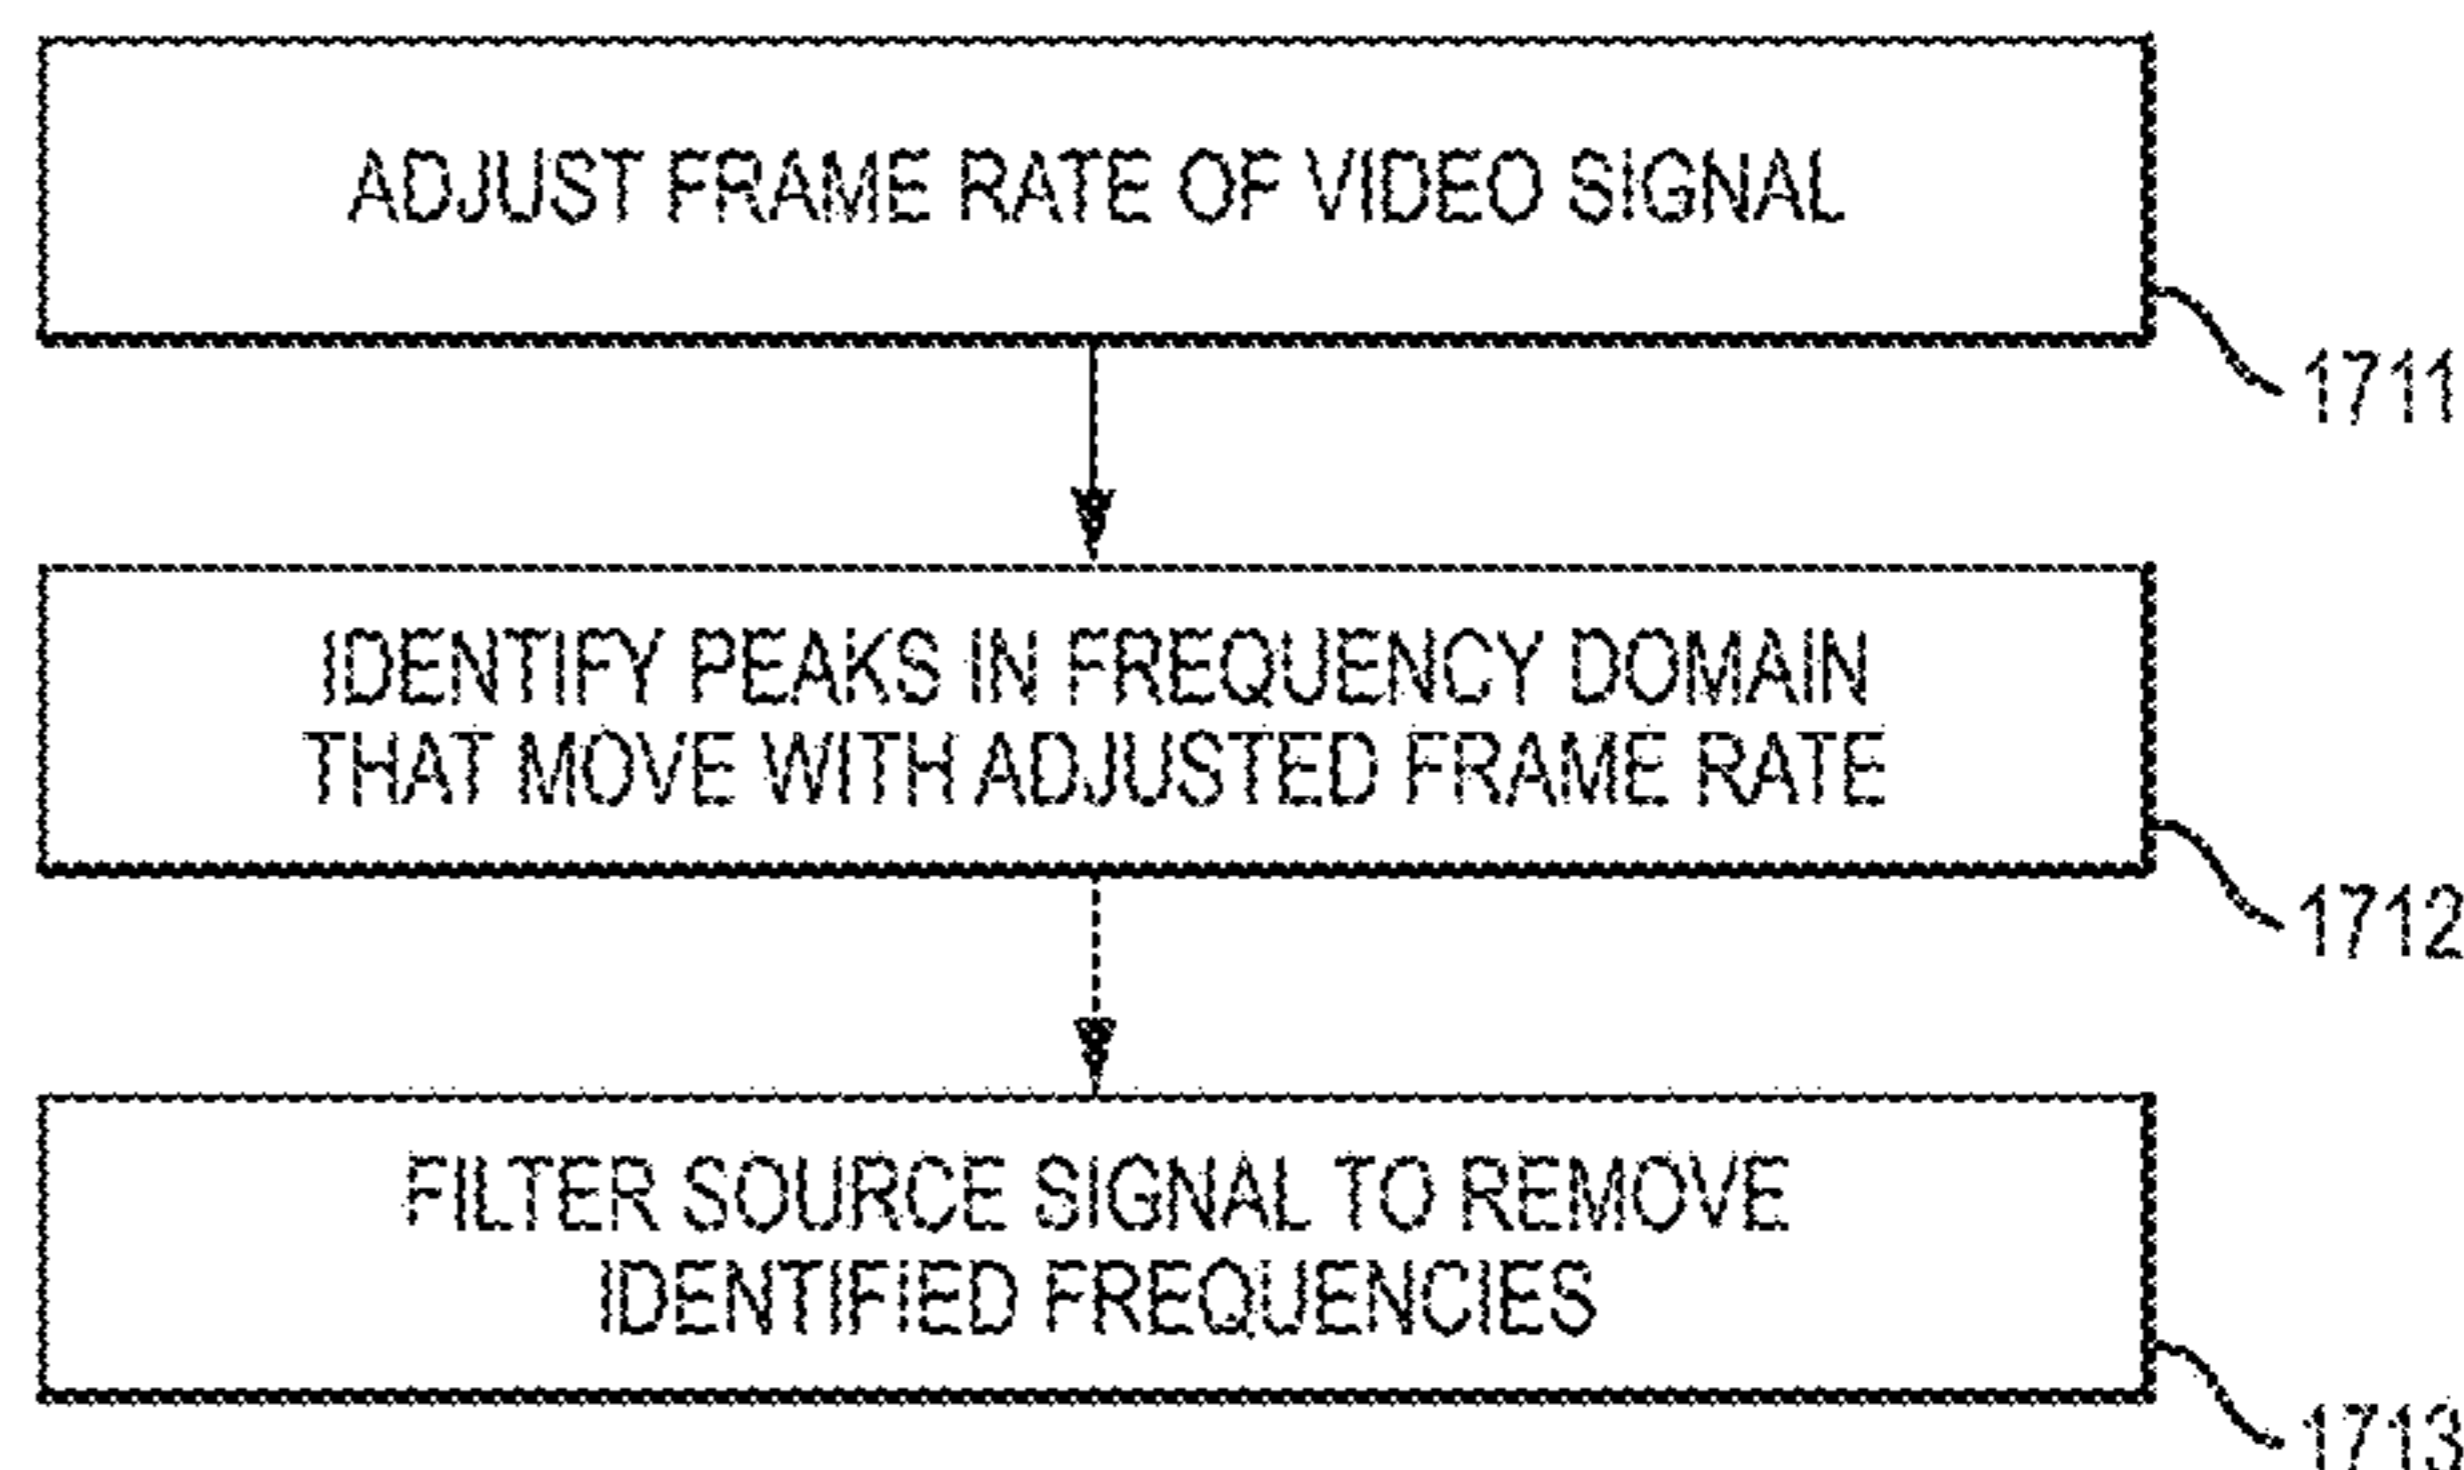 ADJUST FRAME RATE OF VIDEO SIGNAL
1711
IDENTIFY PEAKS IN FREQUENCY DOMAIN
THAT MOVE WITH ADJUSTED FRAME RATE
1712
FILTER SOURCE SIGNAL TO REMOVE
IDENTIFIED FREQUENCIES
1713